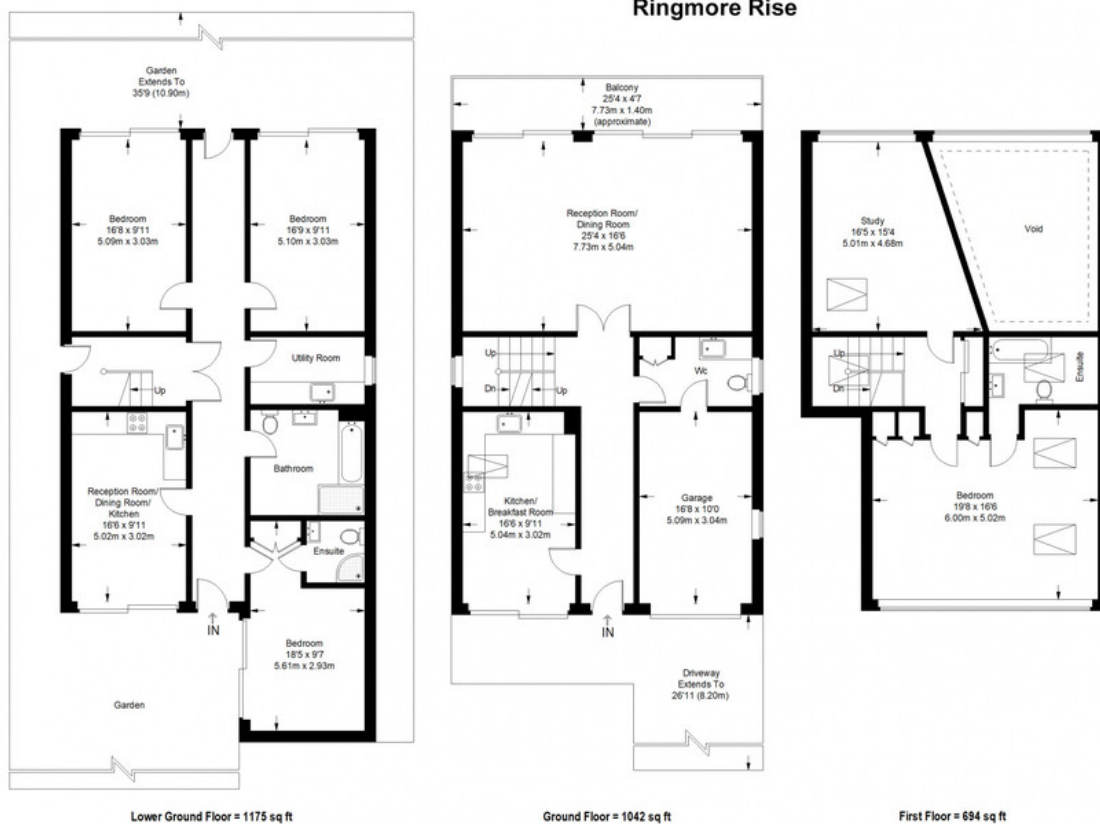 Ringmore Rise
Garden
Extends To
35'9 (10.90m)
Bedroom
16'8 x 9'11
5.09m x 3.03m
Bedroom
16'9 x 9'11
5.10m x 3.03m
Utility Room
Up
Bathroom
Reception Room/
Dining Room/
Kitchen
16'6 x 9'11
5.02m x 3.02m
Ensuite
IN
Bedroom
18'5 x 9'7
5.61m x 2.93m
Garden
Lower Ground Floor = 1175 sq ft
Balcony
25'4 x 4'7
7.73m x 1.40m
(approximate)
Reception Room/
Dining Room
25'4 x 16'6
7.73m x 5.04m
Up
Dn
Up
Wc
Kitchen/
Breakfast Room
16'6 x 9'11
5.04m x 3.02m
Garage
16'8 x 10'0
5.09m x 3.04m
IN
Driveway
Extends To
26'11 (8.20m)
Ground Floor = 1042 sq ft
Study
16'5 x 15'4
5.01m x 4.68m
Void
Up
Dn
Ensuite
Bedroom
19'8 x 16'6
6.00m x 5.02m
First Floor = 694 sq ft